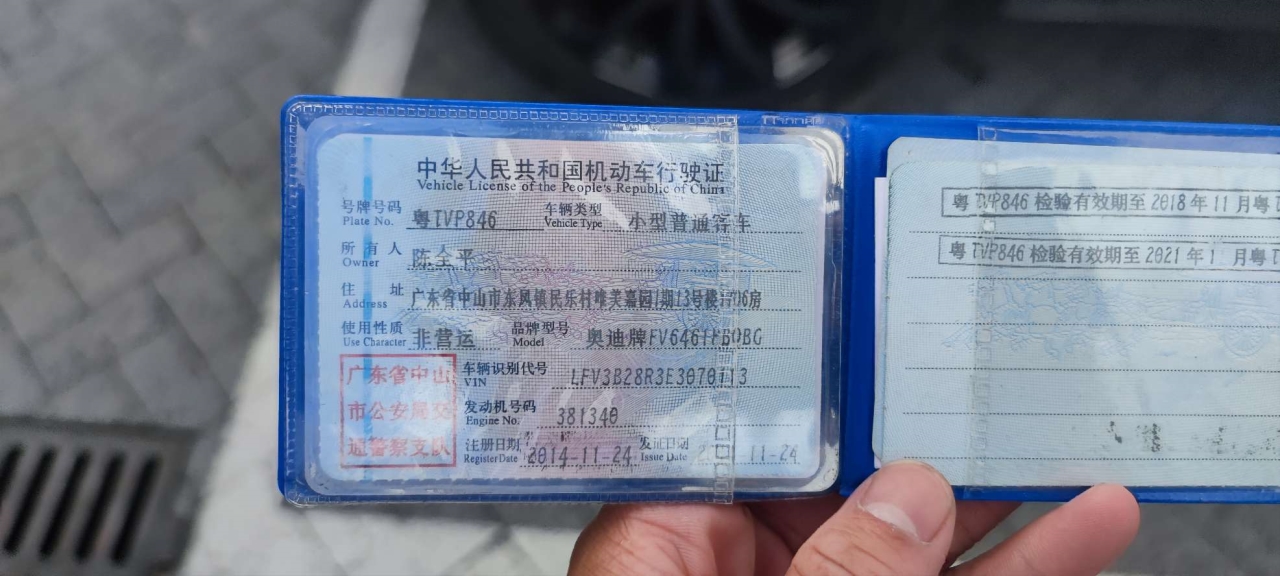 中华人民共和国机动车行驶证
Vehicle License of the People's Republic of China
号牌号码 粤TVP846 车辆类型 小型普通客车
Plate No. Vehicle Type
所有人 陈全平
Owner
住址 广东省中山市东凤镇民乐村唯美嘉园1期13号楼1706房
Address
使用性质 非营运 品牌型号 奥迪牌FV6461
Use Character Model
广东省中山
市公安局交
通警察支队
车辆识别代号 LFV3B28R3E3070113
VIN
发动机号码 381340
Engine No.
注册日期 2014-11-24 发证日期 11-24
Register Date Issue Date
粤TVP846 检验有效期至 2018 年 11 月粤
粤TVP846 检验有效期至 2021 年 1 月粤